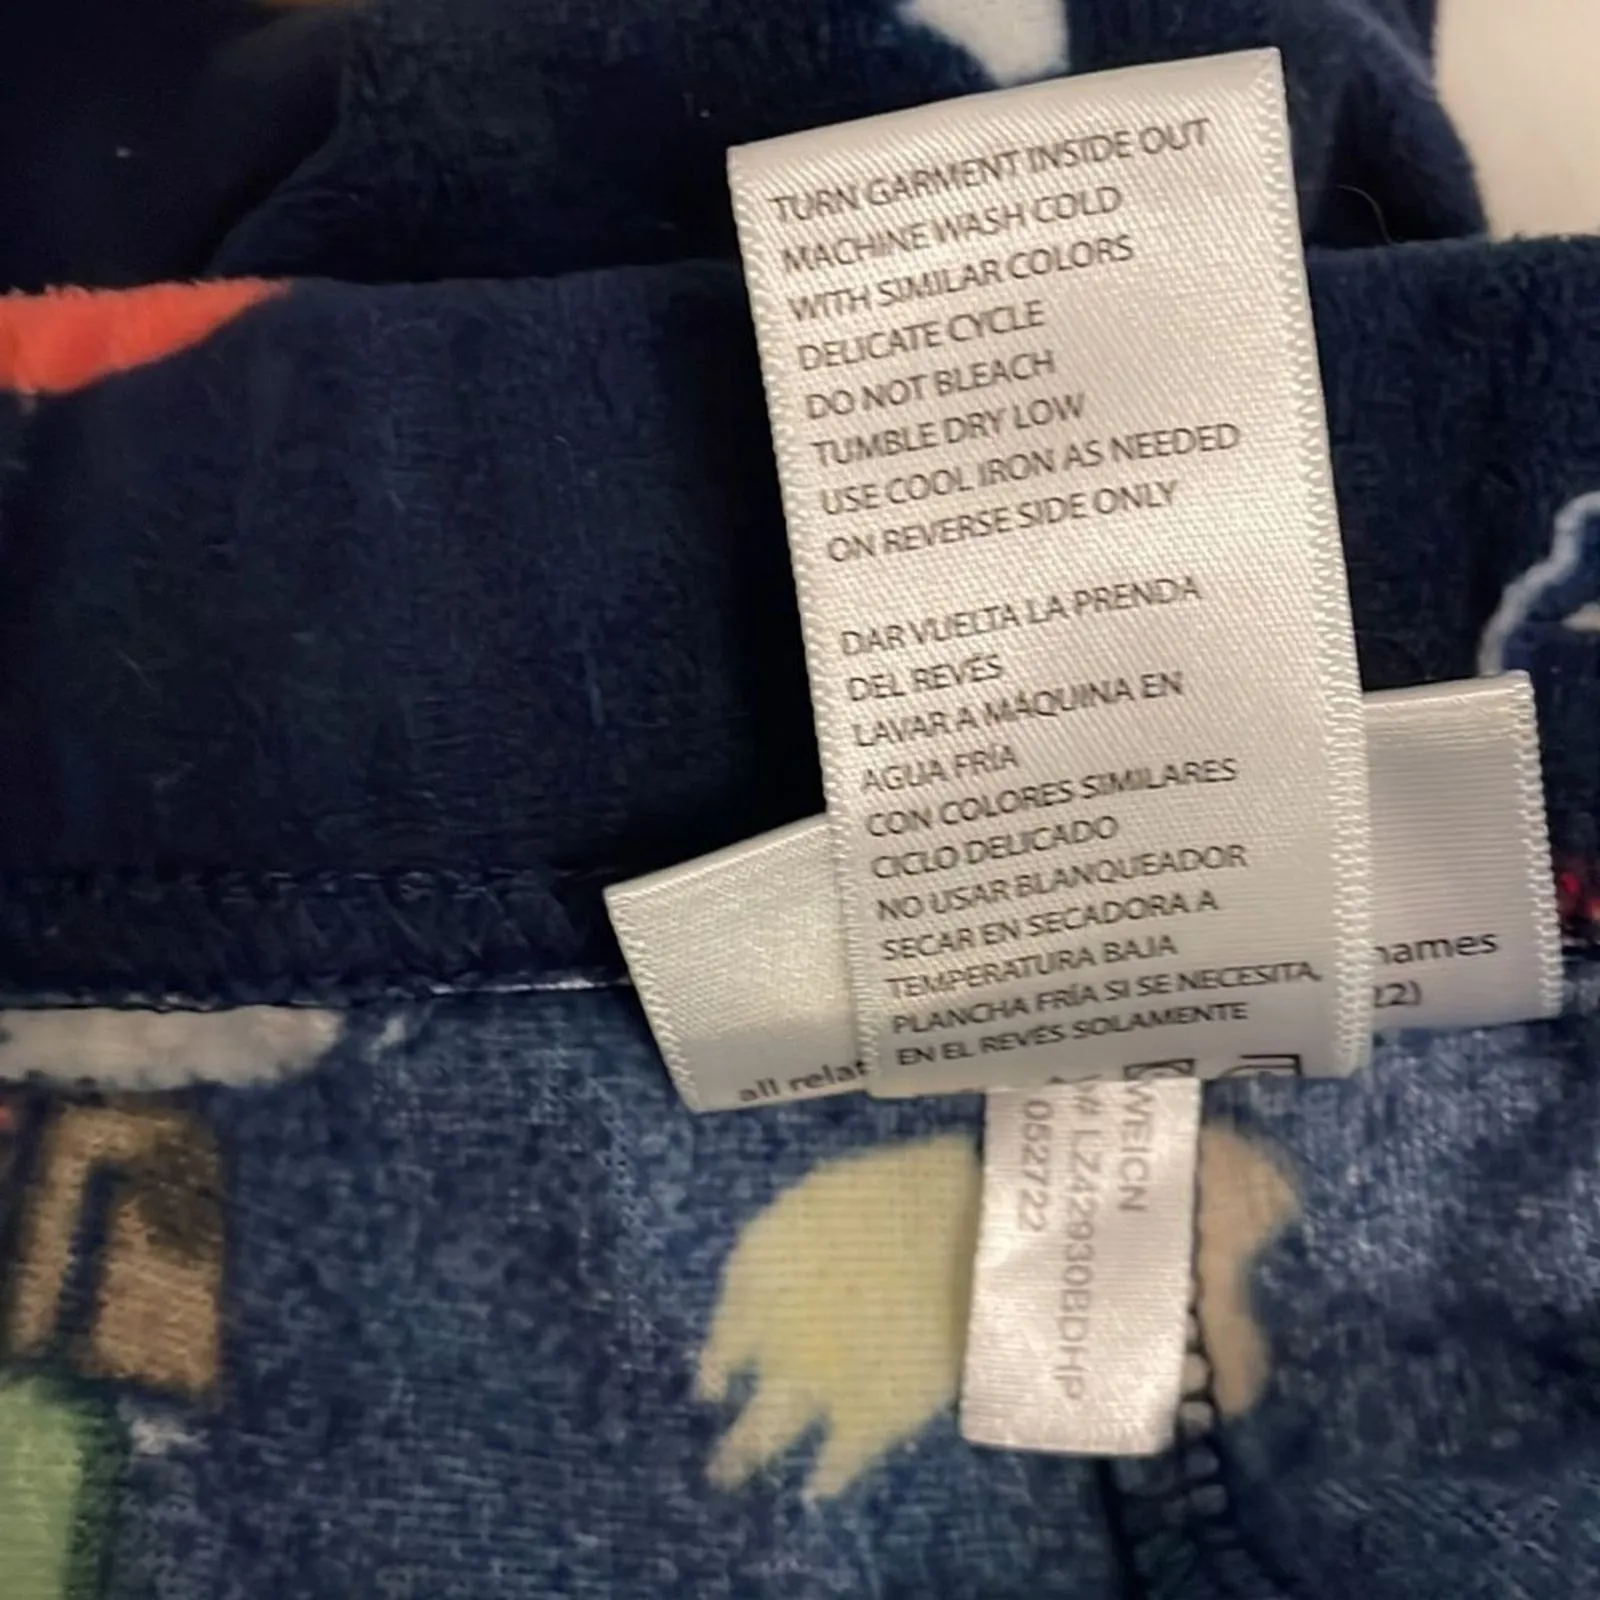 TURN GARMENT INSIDE OUT
MACHINE WASH COLD
WITH SIMILAR COLORS
DELICATE CYCLE
DO NOT BLEACH
TUMBLE DRY LOW
USE COOL IRON AS NEEDED
ON REVERSE SIDE ONLY
DAR VUELTA LA PRENDA
DEL REVÉS
LAVAR A MÁQUINA EN
AGUA FRÍA
CON COLORES SIMILARES
CICLO DELICADO
NO USAR BLANQUEADOR
SECAR EN SECADORA A
TEMPERATURA BAJA
PLANCHA FRÍA SI SE NECESITA,
EN EL REVÉS SOLAMENTE
names
22)
all relat
WEICN
# LZ42930BDHP
052722